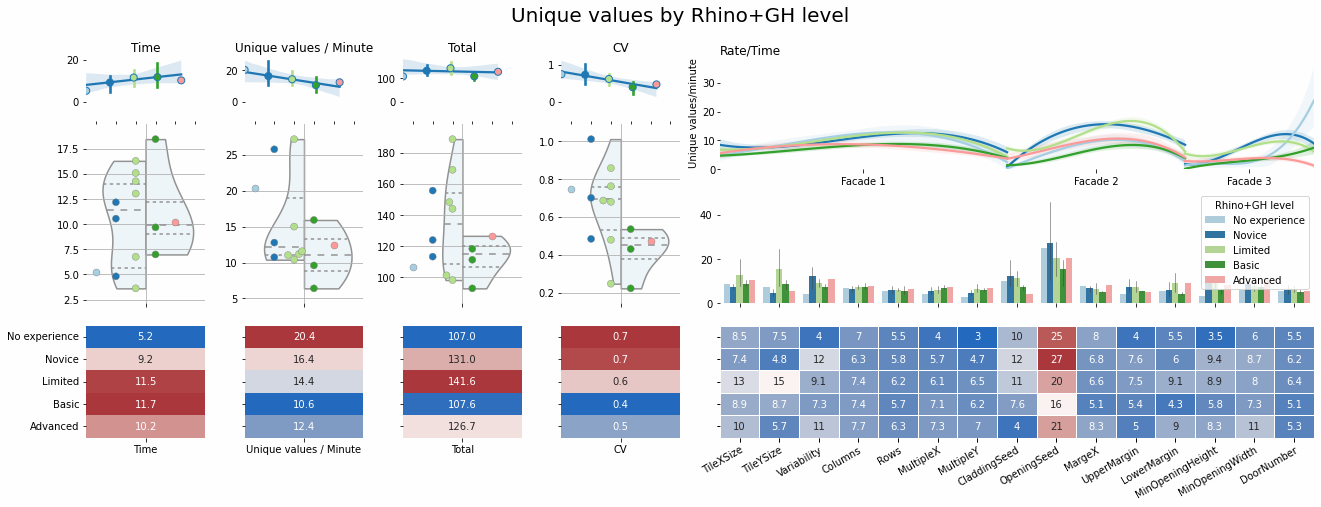 Unique values by Rhino+GH level
Time
Unique values / Minute
Total
CV
Rate/Time
20
0
20
0
100
0
1
0
Unique values/minute
30
20
10
0
Facade 1
Facade 2
Facade 3
17.5
15.0
12.5
10.0
7.5
5.0
2.5
25
20
15
10
5
180
160
140
120
100
1.0
0.8
0.6
0.4
0.2
40
20
0
Rhino+GH level
No experience
Novice
Limited
Basic
Advanced
No experience 5.2 20.4 107.0 0.7 8.5 7.5 4 7 5.5 4 3 10 25 8 4 5.5 3.5 6 5.5
Novice 9.2 16.4 131.0 0.7 7.4 4.8 12 6.3 5.8 5.7 4.7 12 27 6.8 7.6 6 9.4 8.7 6.2
Limited 11.5 14.4 141.6 0.6 13 15 9.1 7.4 6.2 6.1 6.5 11 20 6.6 7.5 9.1 8.9 8 6.4
Basic 11.7 10.6 107.6 0.4 8.9 8.7 7.3 7.4 5.7 7.1 6.2 7.6 16 5.1 5.4 4.3 5.8 7.3 5.1
Advanced 10.2 12.4 126.7 0.5 10 5.7 11 7.7 6.3 7.3 7 4 21 8.3 5 9 8.3 11 5.3
Time
Unique values / Minute
Total
CV
TileXSize
TileYSize
Variability
Columns
Rows
MultipleX
MultipleY
CladdingSeed
OpeningSeed
MargeX
UpperMargin
LowerMargin
MinOpeningHeight
MinOpeningWidth
DoorNumber